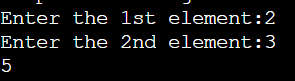 Enter the 1st element:2
Enter the 2nd element:3
5